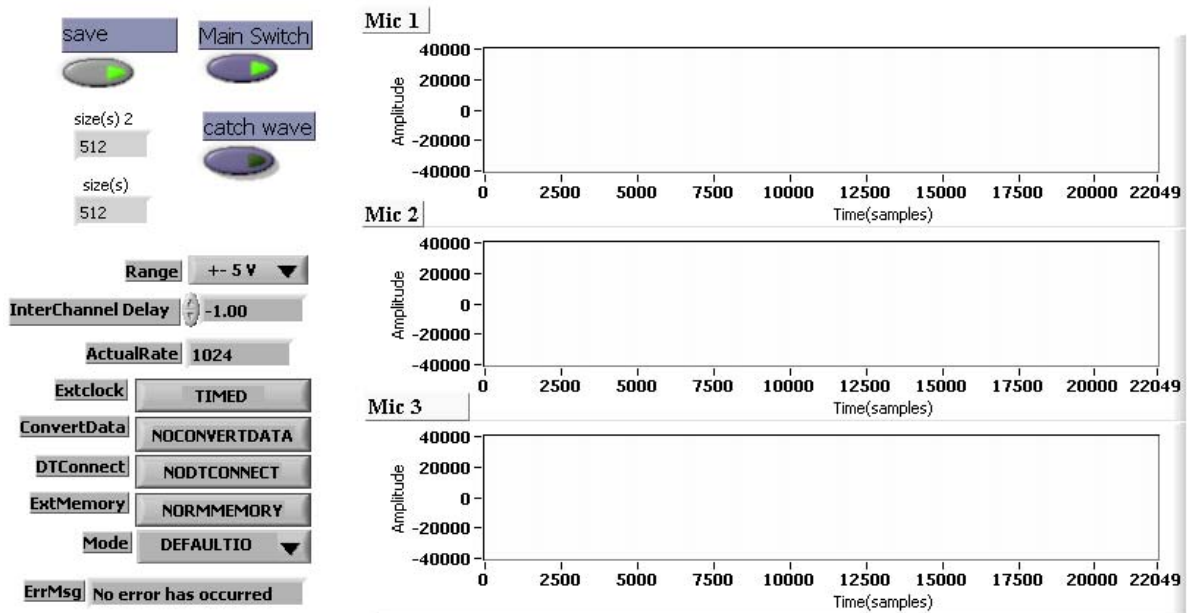 save
Main Switch
size(s) 2
512
catch wave
size(s)
512
Range +- 5 V
InterChannel Delay -1.00
ActualRate 1024
Extclock TIMED
ConvertData NOCONVERTDATA
DTConnect NODTCONNECT
ExtMemory NORMMEMORY
Mode DEFAULTIO
ErrMsg No error has occurred
Mic 1
Amplitude
40000
20000
0
-20000
-40000
0 2500 5000 7500 10000 12500 15000 17500 20000 22049
Time(samples)
Mic 2
Amplitude
40000
20000
0
-20000
-40000
0 2500 5000 7500 10000 12500 15000 17500 20000 22049
Time(samples)
Mic 3
Amplitude
40000
20000
0
-20000
-40000
0 2500 5000 7500 10000 12500 15000 17500 20000 22049
Time(samples)